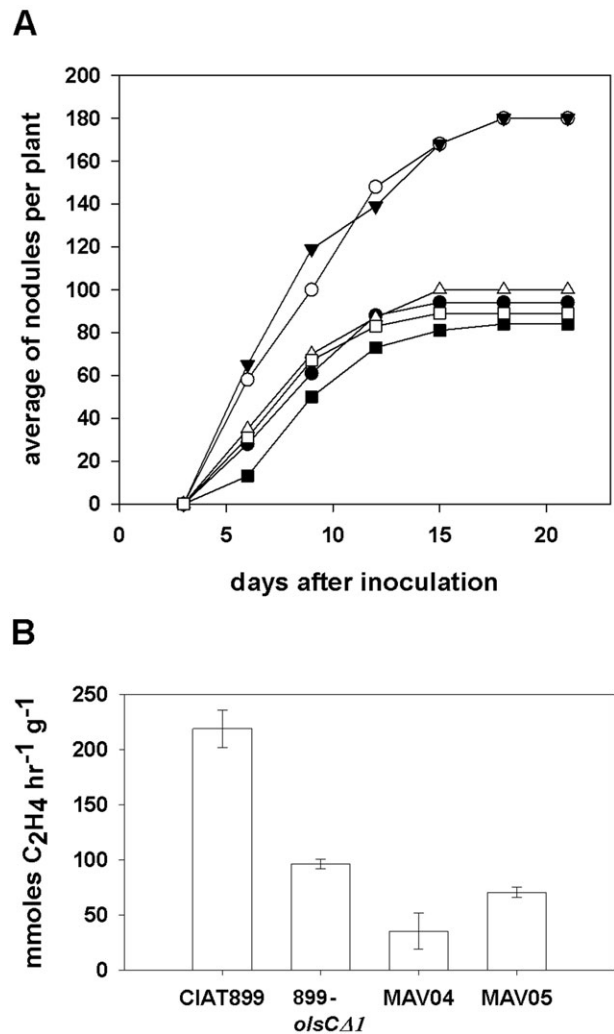 A
200
180
160
140
120
100
80
60
40
20
0
average of nodules per plant
0 5 10 15 20
days after inoculation
B
250
200
150
100
50
0
mmoles C₂H₄ hr⁻¹ g⁻¹
CIAT899 899- MAV04 MAV05
olsCΔ1